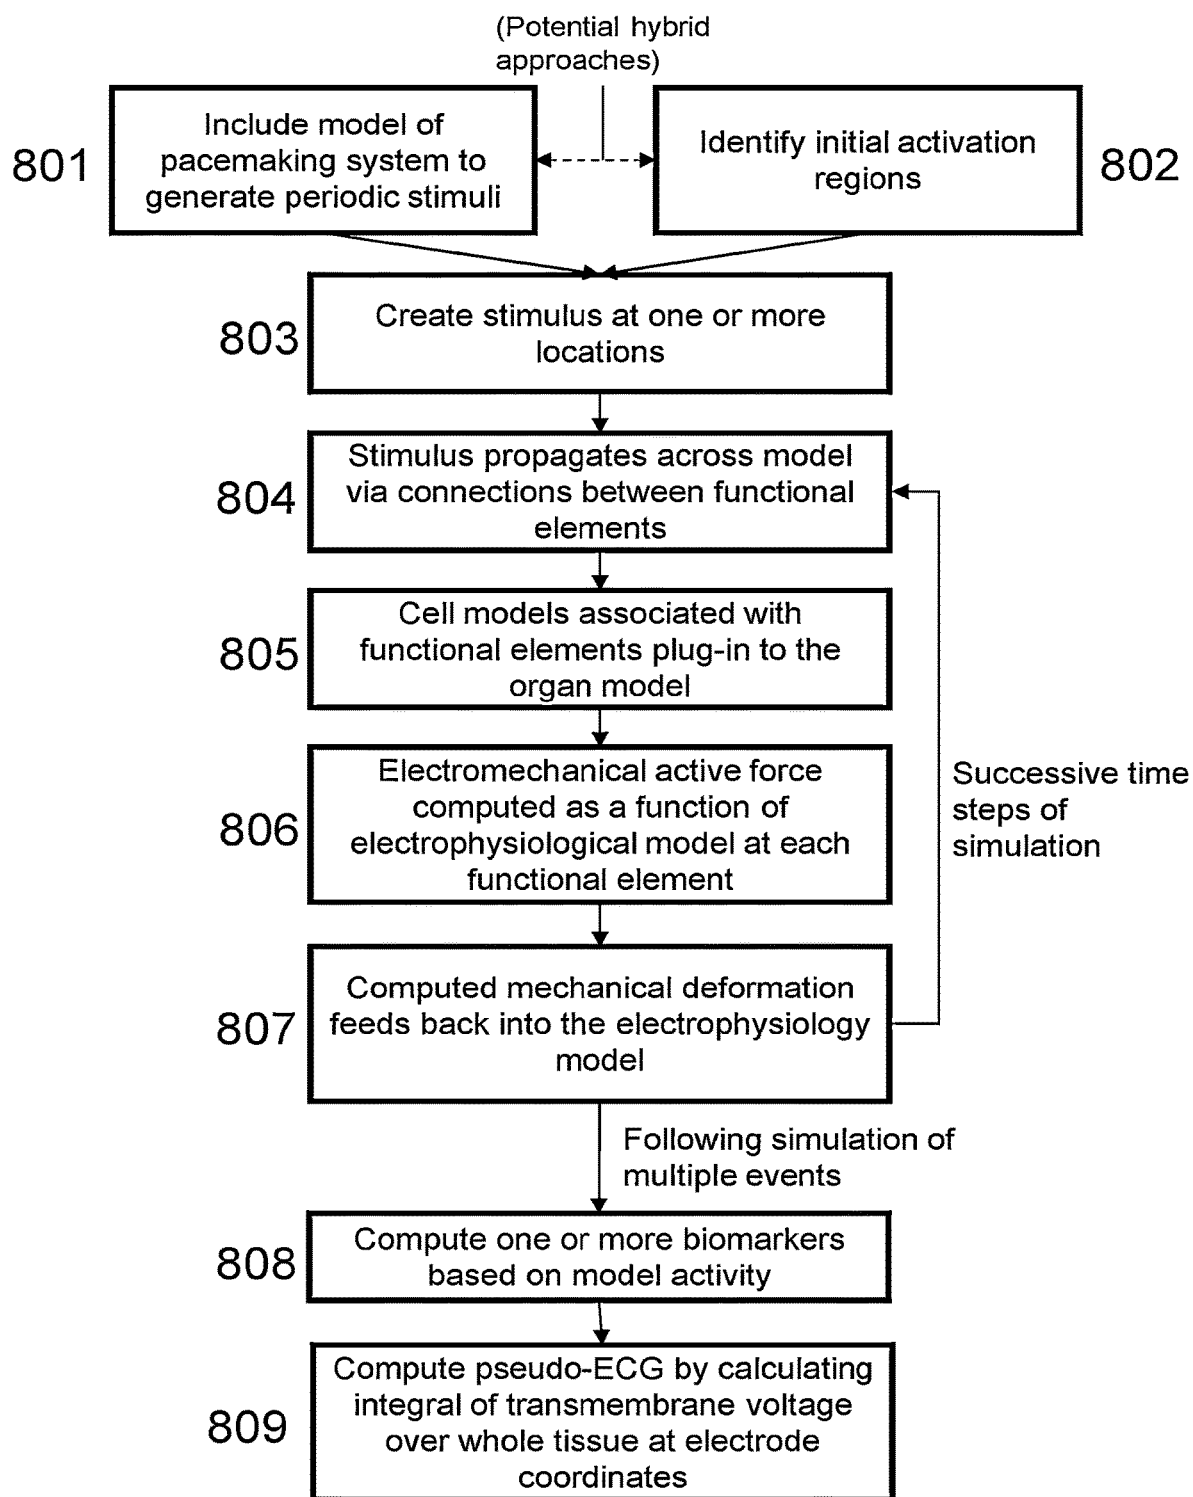 (Potential hybrid
approaches)
801
Include model of
pacemaking system to
generate periodic stimuli
Identify initial activation
regions
802
803
Create stimulus at one or more
locations
804
Stimulus propagates across model
via connections between functional
elements
805
Cell models associated with
functional elements plug-in to the
organ model
806
Electromechanical active force
computed as a function of
electrophysiological model at each
functional element
Successive time
steps of
simulation
807
Computed mechanical deformation
feeds back into the electrophysiology
model
Following simulation of
multiple events
808
Compute one or more biomarkers
based on model activity
809
Compute pseudo-ECG by calculating
integral of transmembrane voltage
over whole tissue at electrode
coordinates